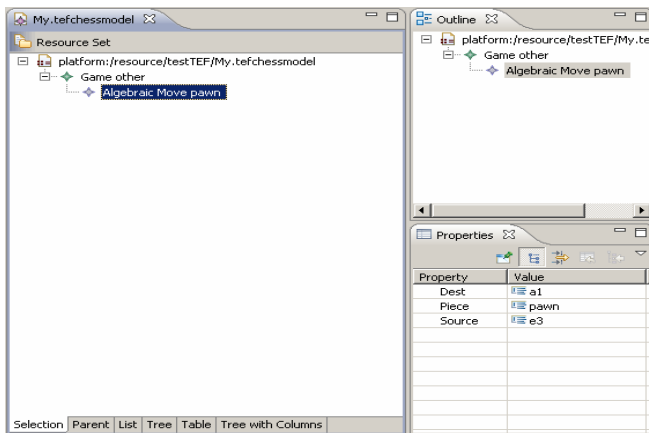 My.tefchessmodel
Resource Set
platform:/resource/testTEF/My.tefchessmodel
Game other
Algebraic Move pawn
Selection Parent List Tree Table Tree with Columns
Outline
platform:/resource/testTEF/My.te
Game other
Algebraic Move pawn
Properties
Property Value
Dest a1
Piece pawn
Source e3